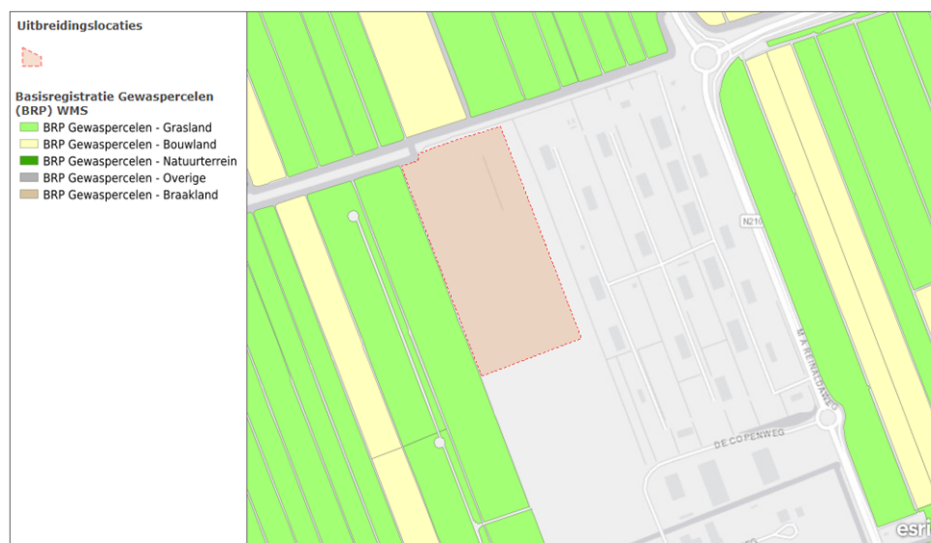 Uitbreidingslocaties
Basisregistratie Gewaspercelen
(BRP) WMS
BRP Gewaspercelen - Grasland
BRP Gewaspercelen - Bouwland
BRP Gewaspercelen - Natuurterrein
BRP Gewaspercelen - Overige
BRP Gewaspercelen - Braakland
N210
M A REINALDAWEG
DE COPENWEG
esri